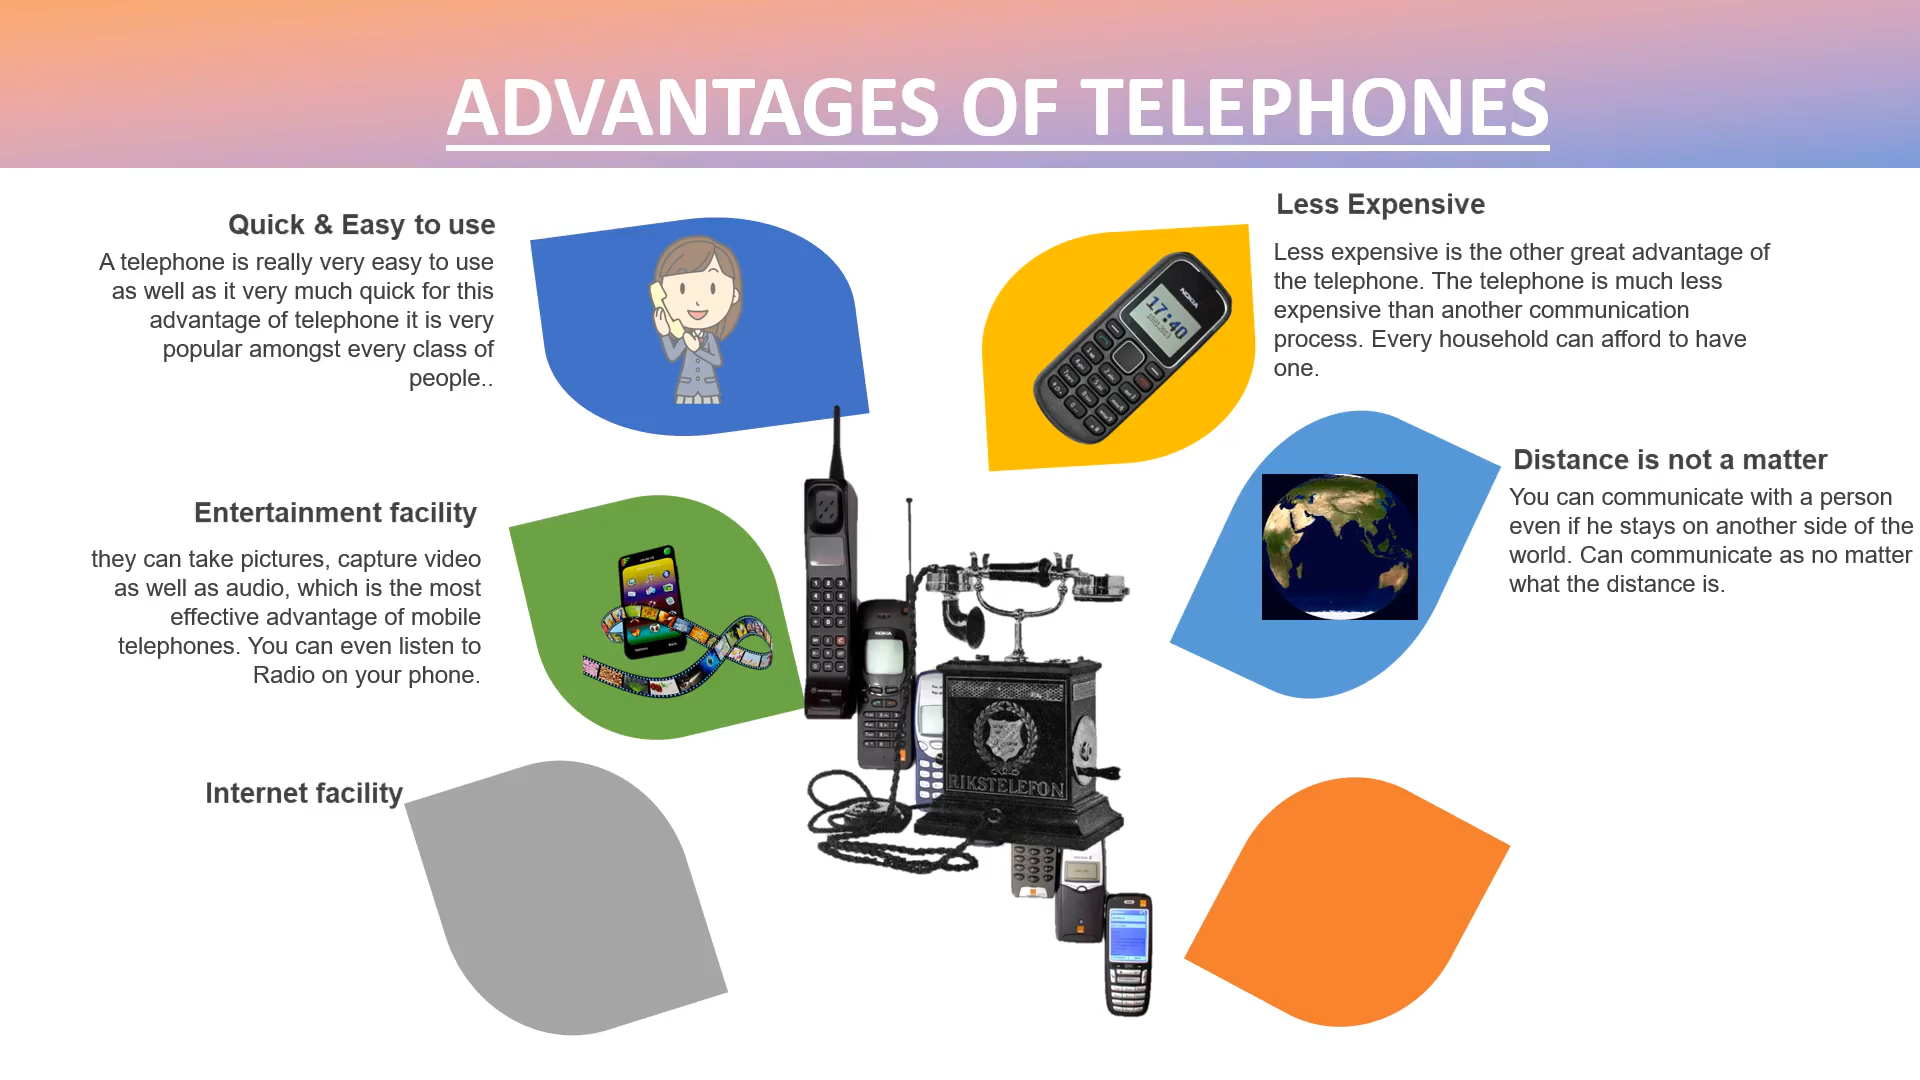 ADVANTAGES OF TELEPHONES
Quick & Easy to use
A telephone is really very easy to use
as well as it very much quick for this
advantage of telephone it is very
popular amongst every class of
people..
Less Expensive
Less expensive is the other great advantage of
the telephone. The telephone is much less
expensive than another communication
process. Every household can afford to have
one.
NOKIA
17:40
Distance is not a matter
You can communicate with a person
even if he stays on another side of the
world. Can communicate as no matter
what the distance is.
Entertainment facility
they can take pictures, capture video
as well as audio, which is the most
effective advantage of mobile
telephones. You can even listen to
Radio on your phone.
NOKIA
RIKSTELEFON
Internet facility